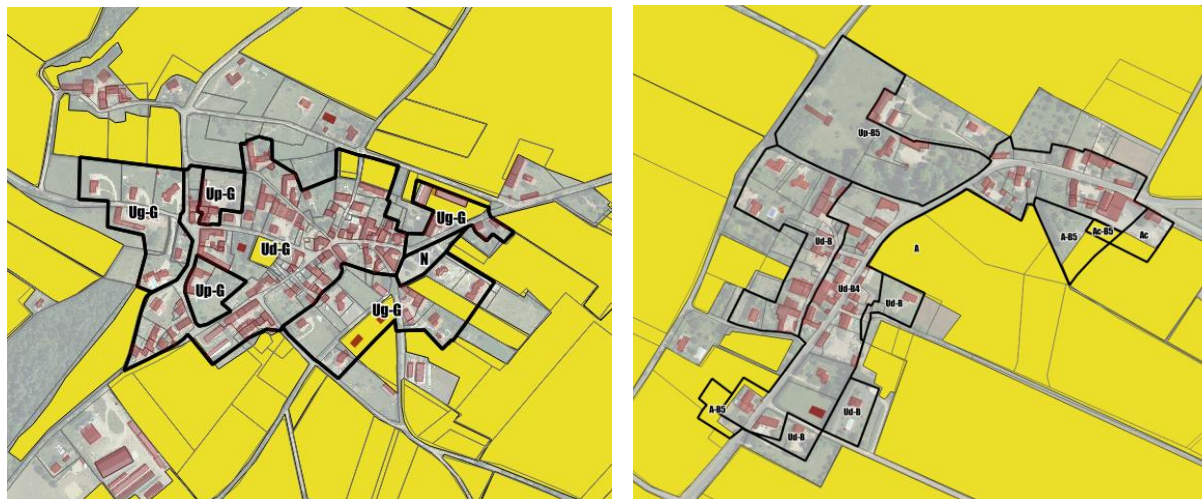 Ug-G
Up-G
Ud-G
Up-G
Ug-G
N
Ug-G
Up-B5
Ud-B
A
A-B5
Ac-B5
Ac
Ud-B4
Ud-B
A-B5
Ud-B
Ud-B